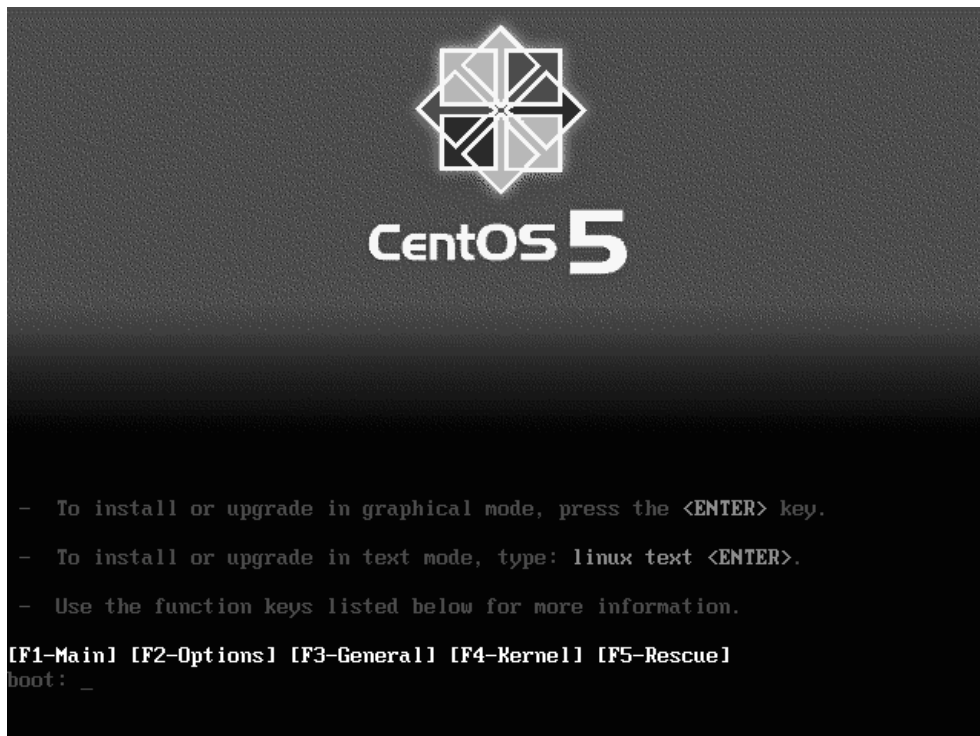 CentOS 5
- To install or upgrade in graphical mode, press the <ENTER> key.
- To install or upgrade in text mode, type: linux text <ENTER>.
- Use the function keys listed below for more information.
[F1-Main] [F2-Options] [F3-General] [F4-Kernel] [F5-Rescue]
boot: _